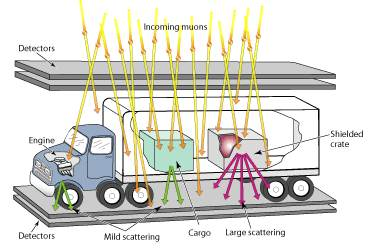 Incoming muons
Detectors
Engine
Shielded
crate
Detectors
Mild scattering
Cargo
Large scattering